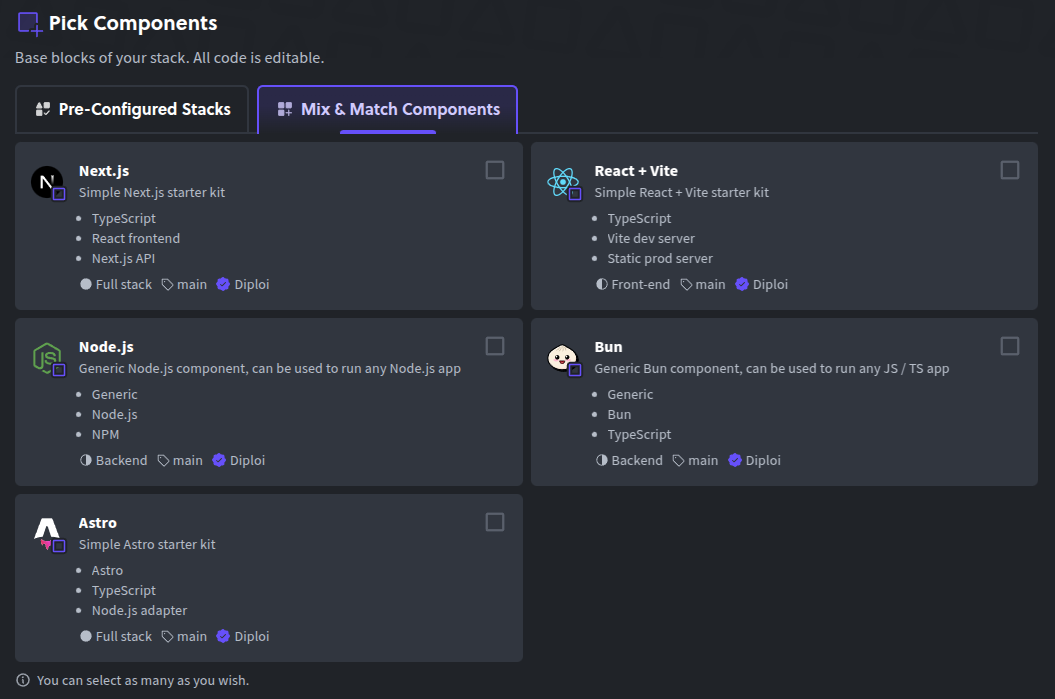 Pick Components
Base blocks of your stack. All code is editable.
Pre-Configured Stacks
Mix & Match Components
Next.js
Simple Next.js starter kit
TypeScript
React frontend
Next.js API
Full stack main Diploi
React + Vite
Simple React + Vite starter kit
TypeScript
Vite dev server
Static prod server
Front-end main Diploi
Node.js
Generic Node.js component, can be used to run any Node.js app
Generic
Node.js
NPM
Backend main Diploi
Bun
Generic Bun component, can be used to run any JS / TS app
Generic
Bun
TypeScript
Backend main Diploi
Astro
Simple Astro starter kit
Astro
TypeScript
Node.js adapter
Full stack main Diploi
You can select as many as you wish.